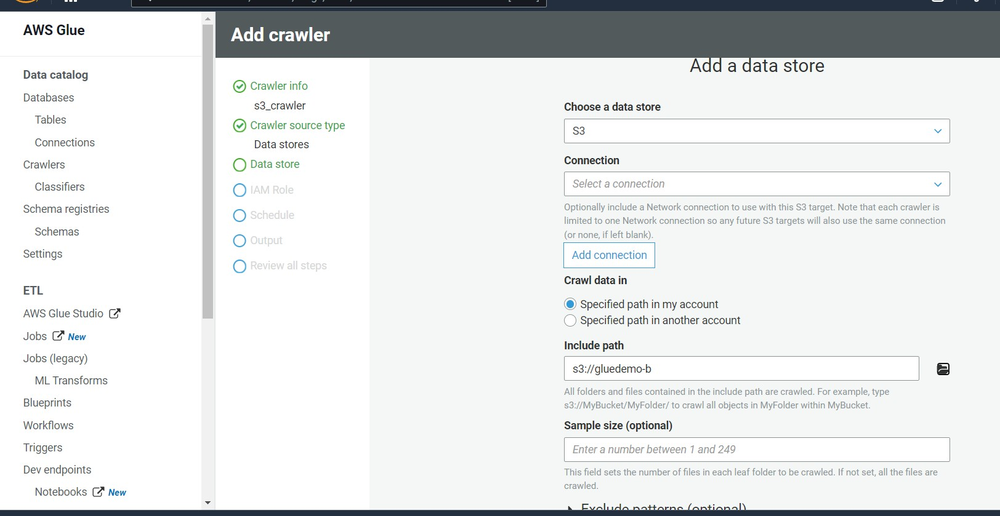 AWS Glue
Data catalog
Databases
Tables
Connections
Crawlers
Classifiers
Schema registries
Schemas
Settings
ETL
AWS Glue Studio
Jobs New
Jobs (legacy)
ML Transforms
Blueprints
Workflows
Triggers
Dev endpoints
Notebooks New
Add crawler
Crawler info
s3_crawler
Crawler source type
Data stores
Data store
IAM Role
Schedule
Output
Review all steps
Add a data store
Choose a data store
S3
Connection
Select a connection
Optionally include a Network connection to use with this S3 target. Note that each crawler is
limited to one Network connection so any future S3 targets will also use the same connection
(or none, if left blank).
Add connection
Crawl data in
Specified path in my account
Specified path in another account
Include path
s3://gluedemo-b
All folders and files contained in the include path are crawled. For example, type
s3://MyBucket/MyFolder/ to crawl all objects in MyFolder within MyBucket.
Sample size (optional)
Enter a number between 1 and 249
This field sets the number of files in each leaf folder to be crawled. If not set, all the files are
crawled.
Exclude patterns (optional)